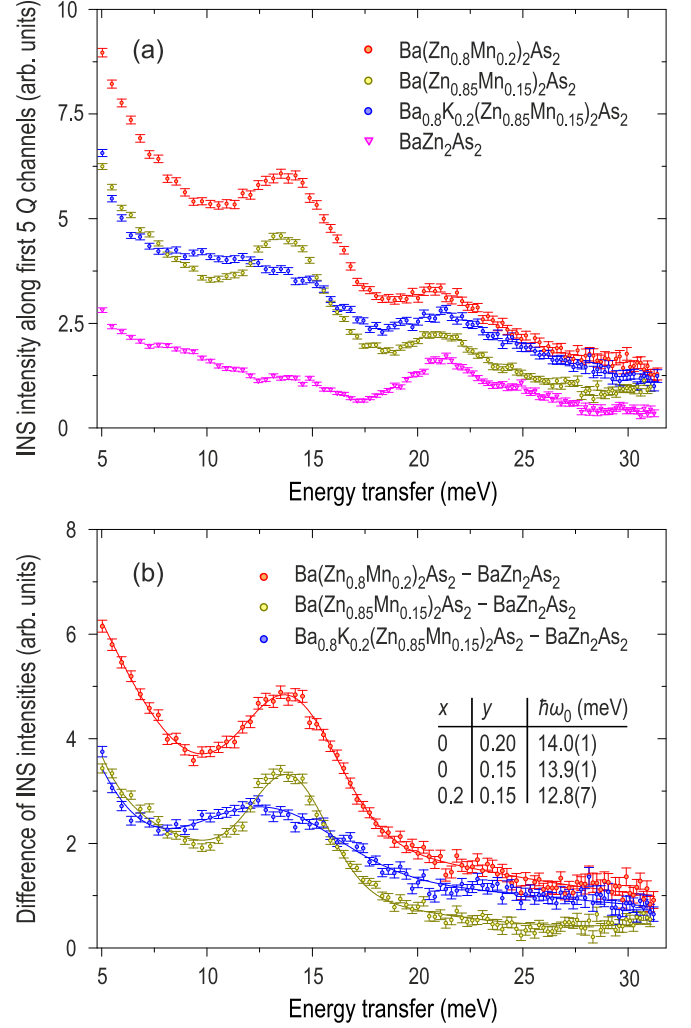 INS intensity along first 5 Q channels (arb. units)
10
7.5
5
2.5
0
(a)
Ba(Zn₀.₈Mn₀.₂)₂As₂
Ba(Zn₀.₈₅Mn₀.₁₅)₂As₂
Ba₀.₈K₀.₂(Zn₀.₈₅Mn₀.₁₅)₂As₂
BaZn₂As₂
5 10 15 20 25 30
Energy transfer (meV)
Difference of INS intensities (arb. units)
8
6
4
2
0
(b)
Ba(Zn₀.₈Mn₀.₂)₂As₂ − BaZn₂As₂
Ba(Zn₀.₈₅Mn₀.₁₅)₂As₂ − BaZn₂As₂
Ba₀.₈K₀.₂(Zn₀.₈₅Mn₀.₁₅)₂As₂ − BaZn₂As₂
x y ℏω₀ (meV)
0 0.20 14.0(1)
0 0.15 13.9(1)
0.2 0.15 12.8(7)
5 10 15 20 25 30
Energy transfer (meV)